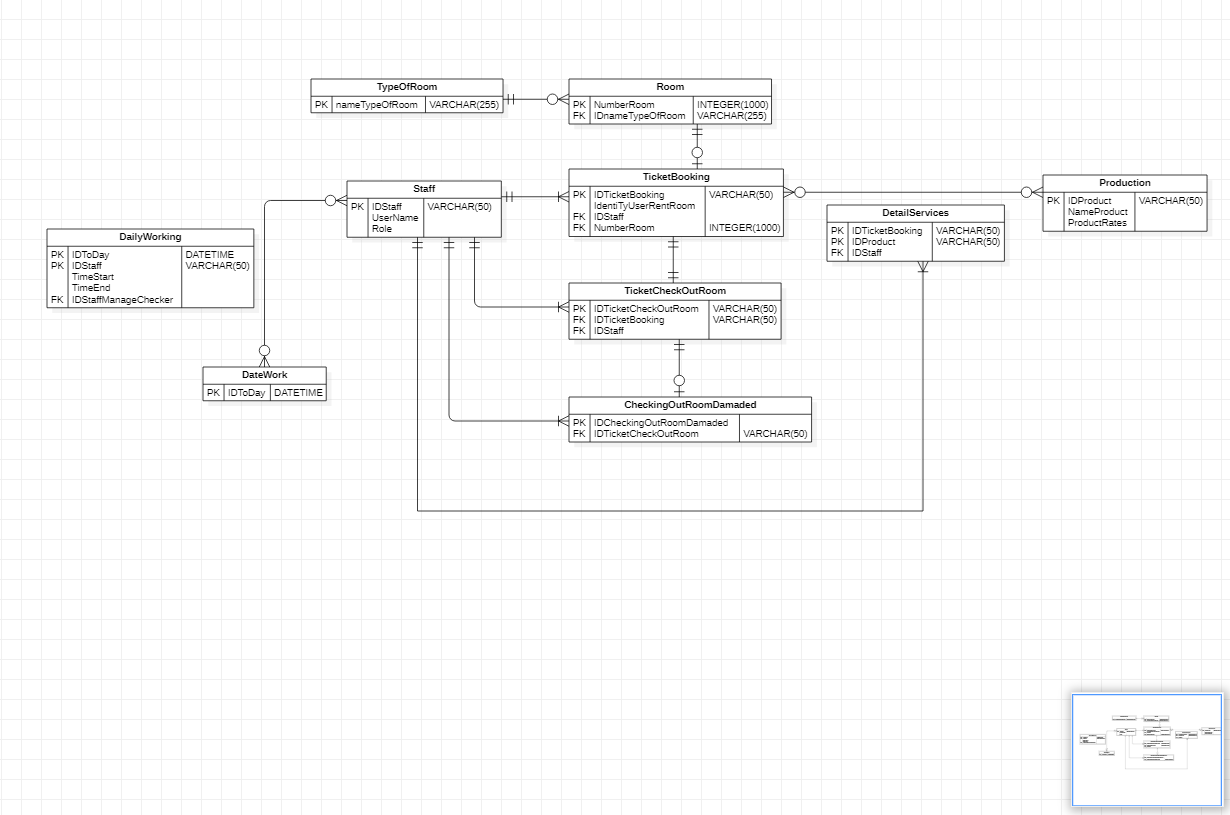 TypeOfRoom
PK nameTypeOfRoom VARCHAR(255)
Room
PK NumberRoom INTEGER(1000)
FK IDnameTypeOfRoom VARCHAR(255)
Staff
PK IDStaff VARCHAR(50)
UserName
Role
TicketBooking
PK IDTicketBooking VARCHAR(50)
IdentiTyUserRentRoom
FK IDStaff
FK NumberRoom INTEGER(1000)
Production
PK IDProduct VARCHAR(50)
NameProduct
ProductRates
DetailServices
PK IDTicketBooking VARCHAR(50)
PK IDProduct VARCHAR(50)
FK IDStaff
DailyWorking
PK IDToDay DATETIME
PK IDStaff VARCHAR(50)
TimeStart
TimeEnd
FK IDStaffManageChecker
TicketCheckOutRoom
PK IDTicketCheckOutRoom VARCHAR(50)
FK IDTicketBooking VARCHAR(50)
FK IDStaff
DateWork
PK IDToDay DATETIME
CheckingOutRoomDamaded
PK IDCheckingOutRoomDamaded
FK IDTicketCheckOutRoom VARCHAR(50)